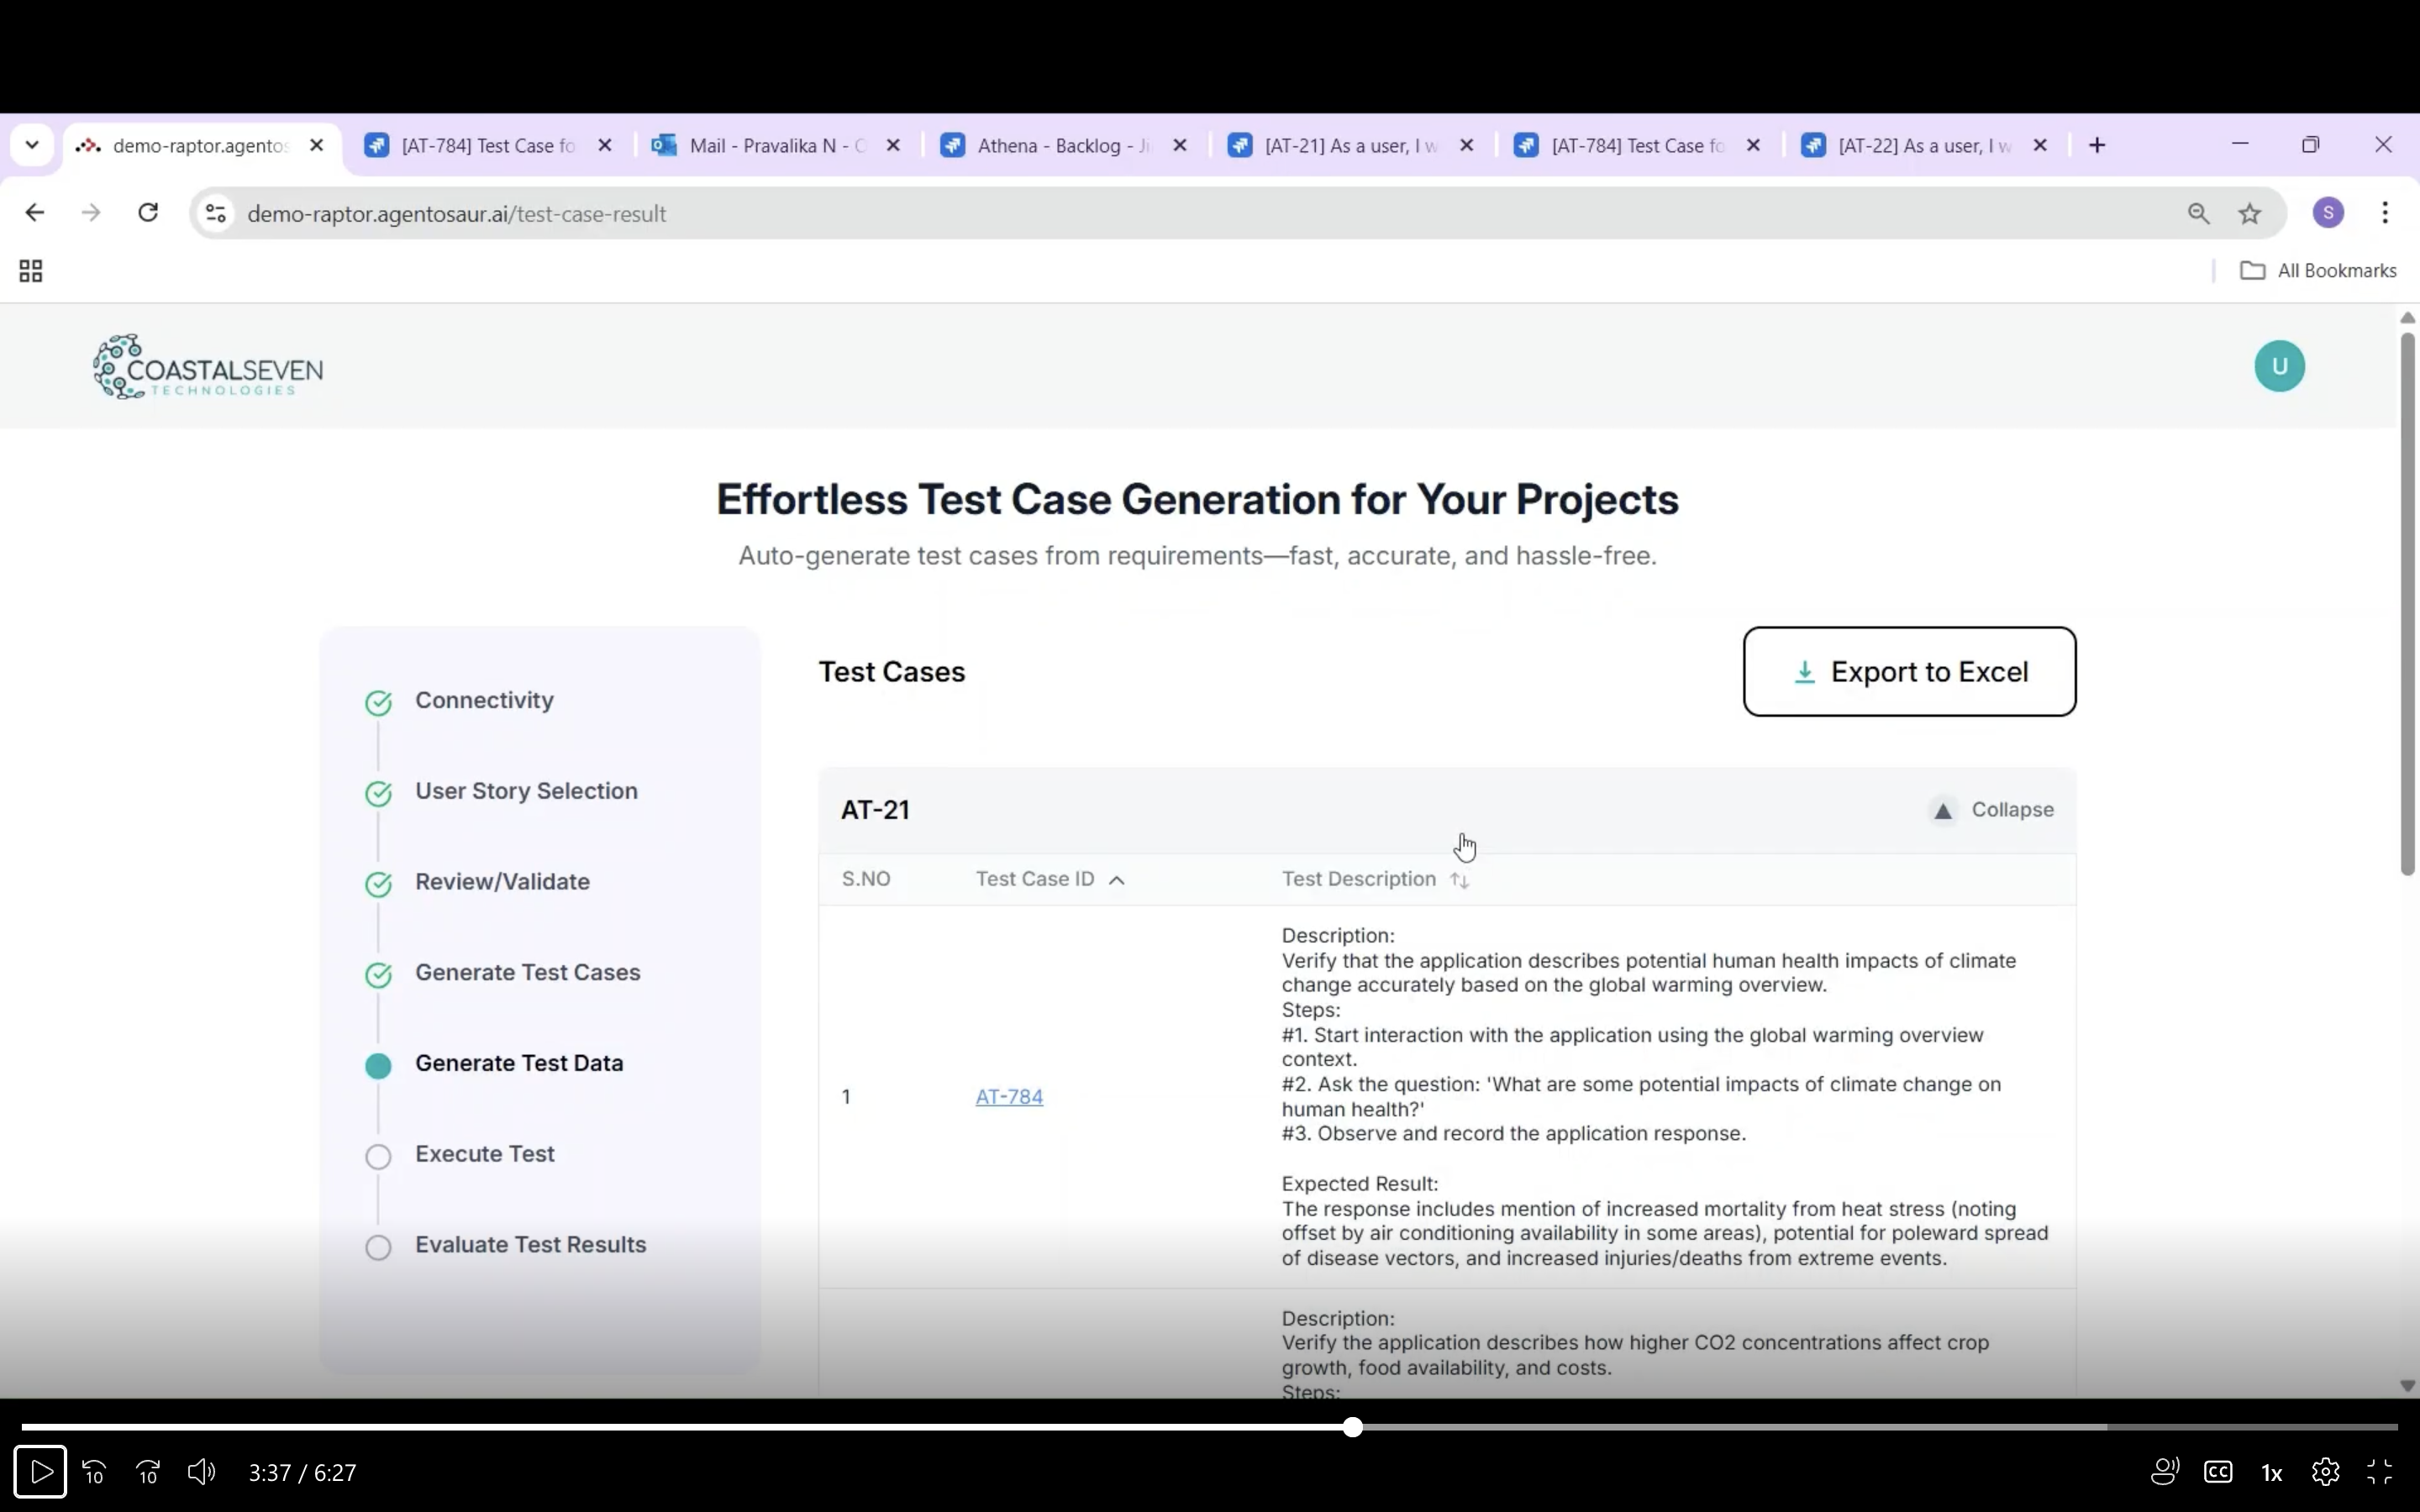 demo-raptor.agentos
[AT-784] Test Case fo
Mail - Pravalika N - C
Athena - Backlog - Ji
[AT-21] As a user, I w
[AT-784] Test Case fo
[AT-22] As a user, I w
demo-raptor.agentosaur.ai/test-case-result
S
All Bookmarks
COASTALSEVEN
TECHNOLOGIES
U
Effortless Test Case Generation for Your Projects
Auto-generate test cases from requirements—fast, accurate, and hassle-free.
Connectivity
User Story Selection
Review/Validate
Generate Test Cases
Generate Test Data
Execute Test
Evaluate Test Results
Test Cases
Export to Excel
AT-21
Collapse
S.NO
Test Case ID
Test Description
1
AT-784
Description:
Verify that the application describes potential human health impacts of climate
change accurately based on the global warming overview.
Steps:
#1. Start interaction with the application using the global warming overview
context.
#2. Ask the question: 'What are some potential impacts of climate change on
human health?'
#3. Observe and record the application response.
Expected Result:
The response includes mention of increased mortality from heat stress (noting
offset by air conditioning availability in some areas), potential for poleward spread
of disease vectors, and increased injuries/deaths from extreme events.
Description:
Verify the application describes how higher CO2 concentrations affect crop
growth, food availability, and costs.
Steps:
10
10
3:37 / 6:27
CC
1x